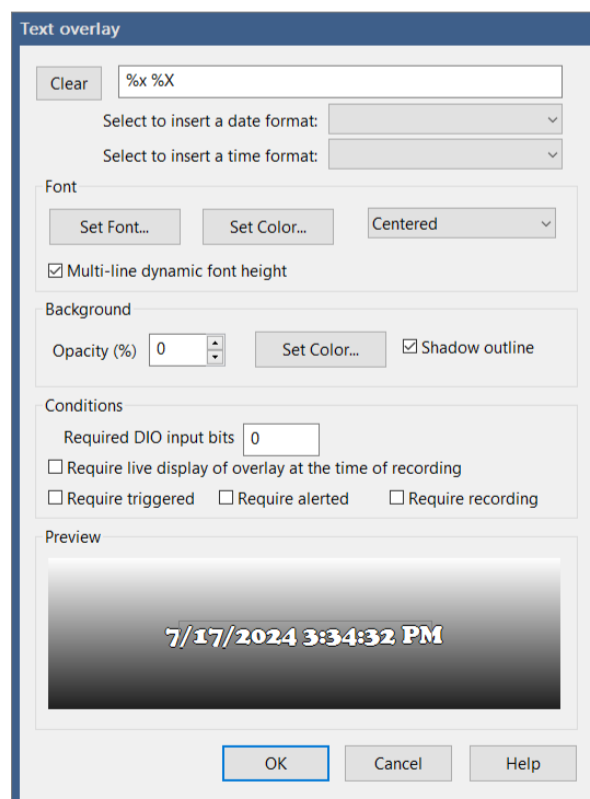 Text overlay
Clear %x %X
Select to insert a date format:
Select to insert a time format:
Font
Set Font... Set Color... Centered
Multi-line dynamic font height
Background
Opacity (%) 0 Set Color... Shadow outline
Conditions
Required DIO input bits 0
Require live display of overlay at the time of recording
Require triggered Require alerted Require recording
Preview
7/17/2024 3:34:32 PM
OK Cancel Help